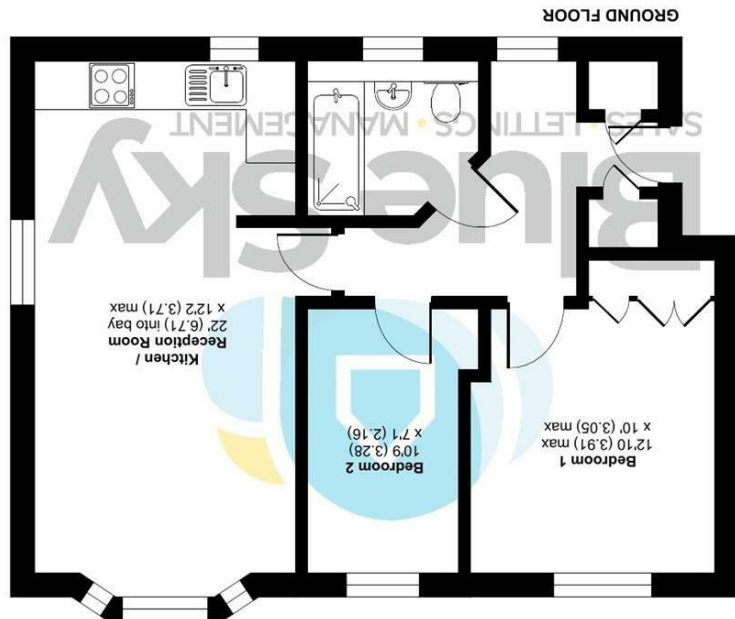 Bedroom 1
12'10 (3.91) max
x 10' (3.05) max
Bedroom 2
10'9 (3.28)
x 7'1 (2.16)
Kitchen /
Reception Room
22' (6.71) into bay
x 12'2 (3.71) max
Blue Sky
SALES • LETTINGS • MANAGEMENT
GROUND FLOOR